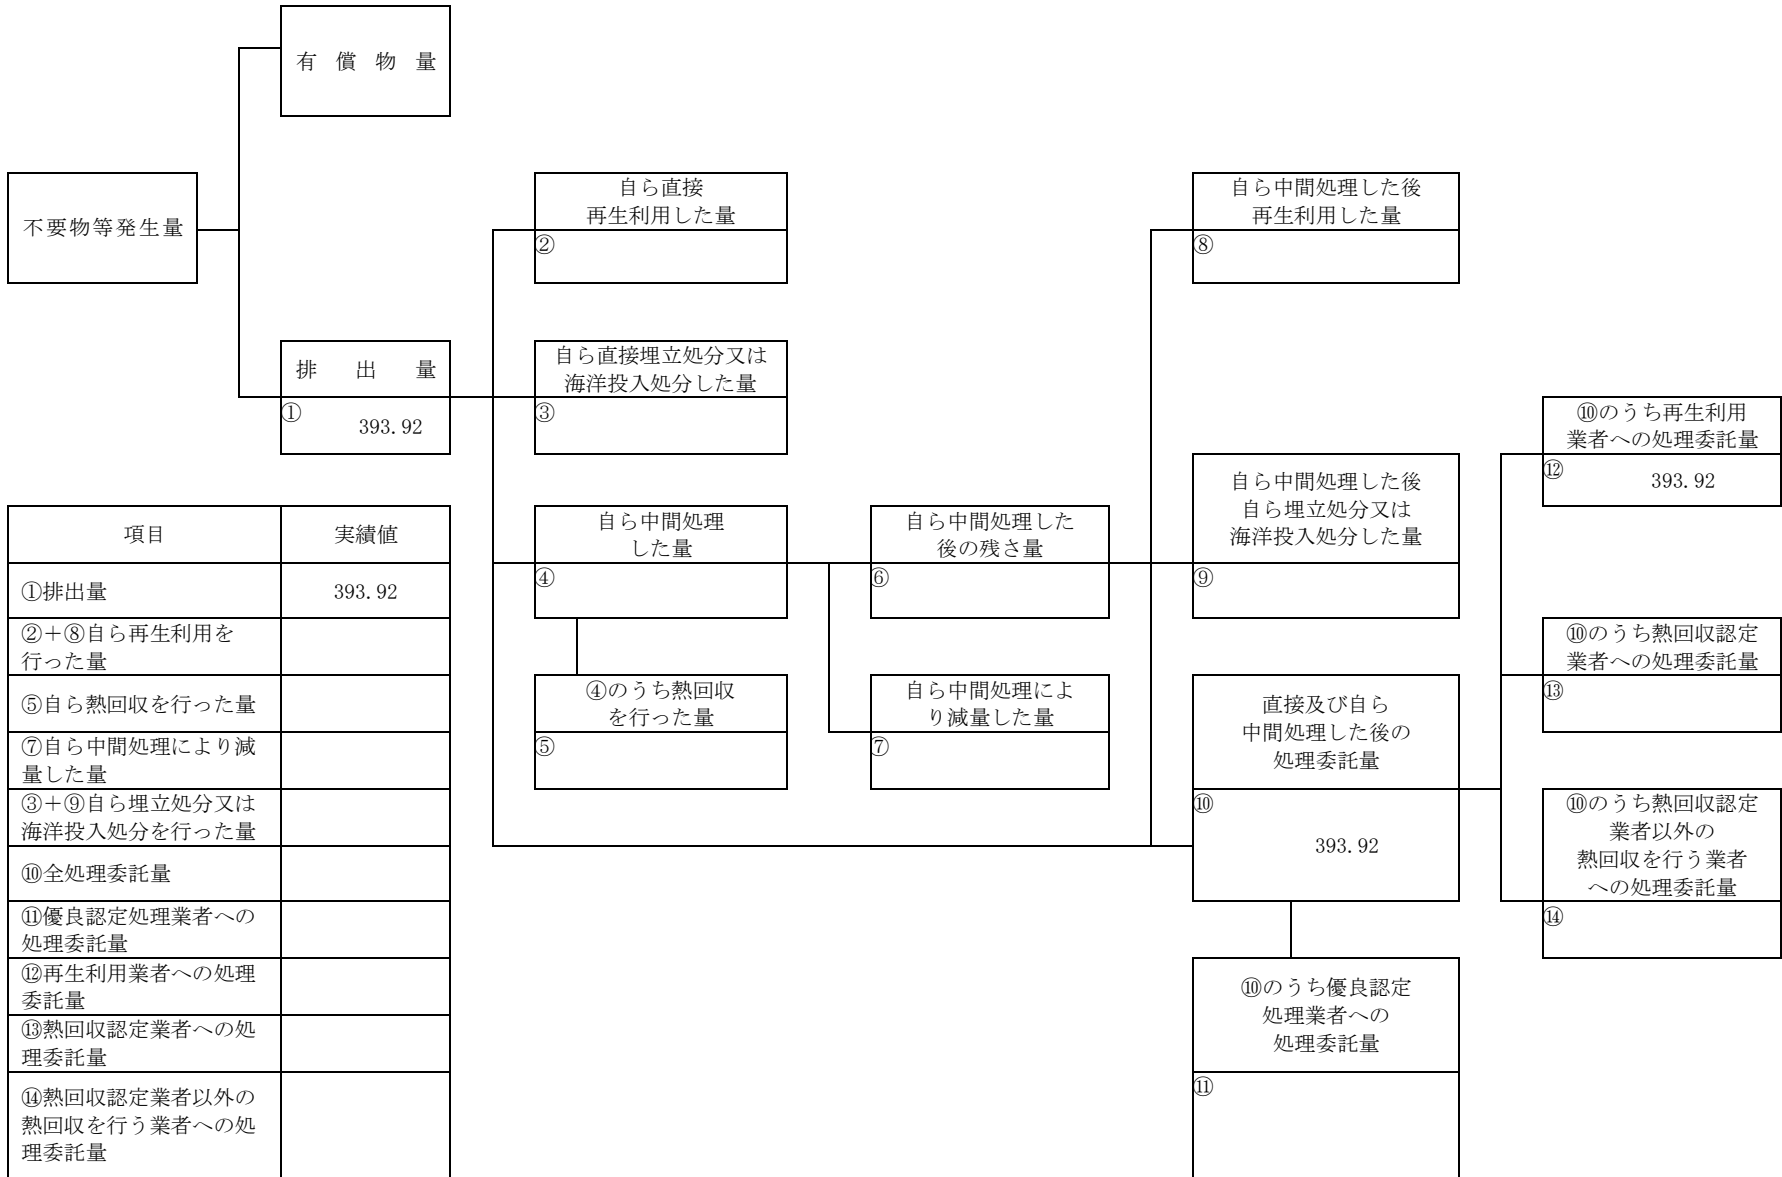 有償物量
不要物等発生量
自ら直接
再生利用した量
②
自ら中間処理した後
再生利用した量
⑧
排出量
①
393.92
自ら直接埋立処分又は
海洋投入処分した量
③
⑩のうち再生利用
業者への処理委託量
⑫
393.92
自ら中間処理した後
自ら埋立処分又は
海洋投入処分した量
⑨
自ら中間処理
した量
④
自ら中間処理した
後の残さ量
⑥
⑩のうち熱回収認定
業者への処理委託量
⑬
④のうち熱回収
を行った量
⑤
自ら中間処理によ
り減量した量
⑦
直接及び自ら
中間処理した後の
処理委託量
⑩
393.92
⑩のうち熱回収認定
業者以外の
熱回収を行う業者
への処理委託量
⑭
⑩のうち優良認定
処理業者への
処理委託量
⑪
項目 実績値
①排出量 393.92
②+⑧自ら再生利用を
行った量
⑤自ら熱回収を行った量
⑦自ら中間処理により減
量した量
③+⑨自ら埋立処分又は
海洋投入処分を行った量
⑩全処理委託量
⑪優良認定処理業者への
処理委託量
⑫再生利用業者への処理
委託量
⑬熱回収認定業者への処
理委託量
⑭熱回収認定業者以外の
熱回収を行う業者への処
理委託量